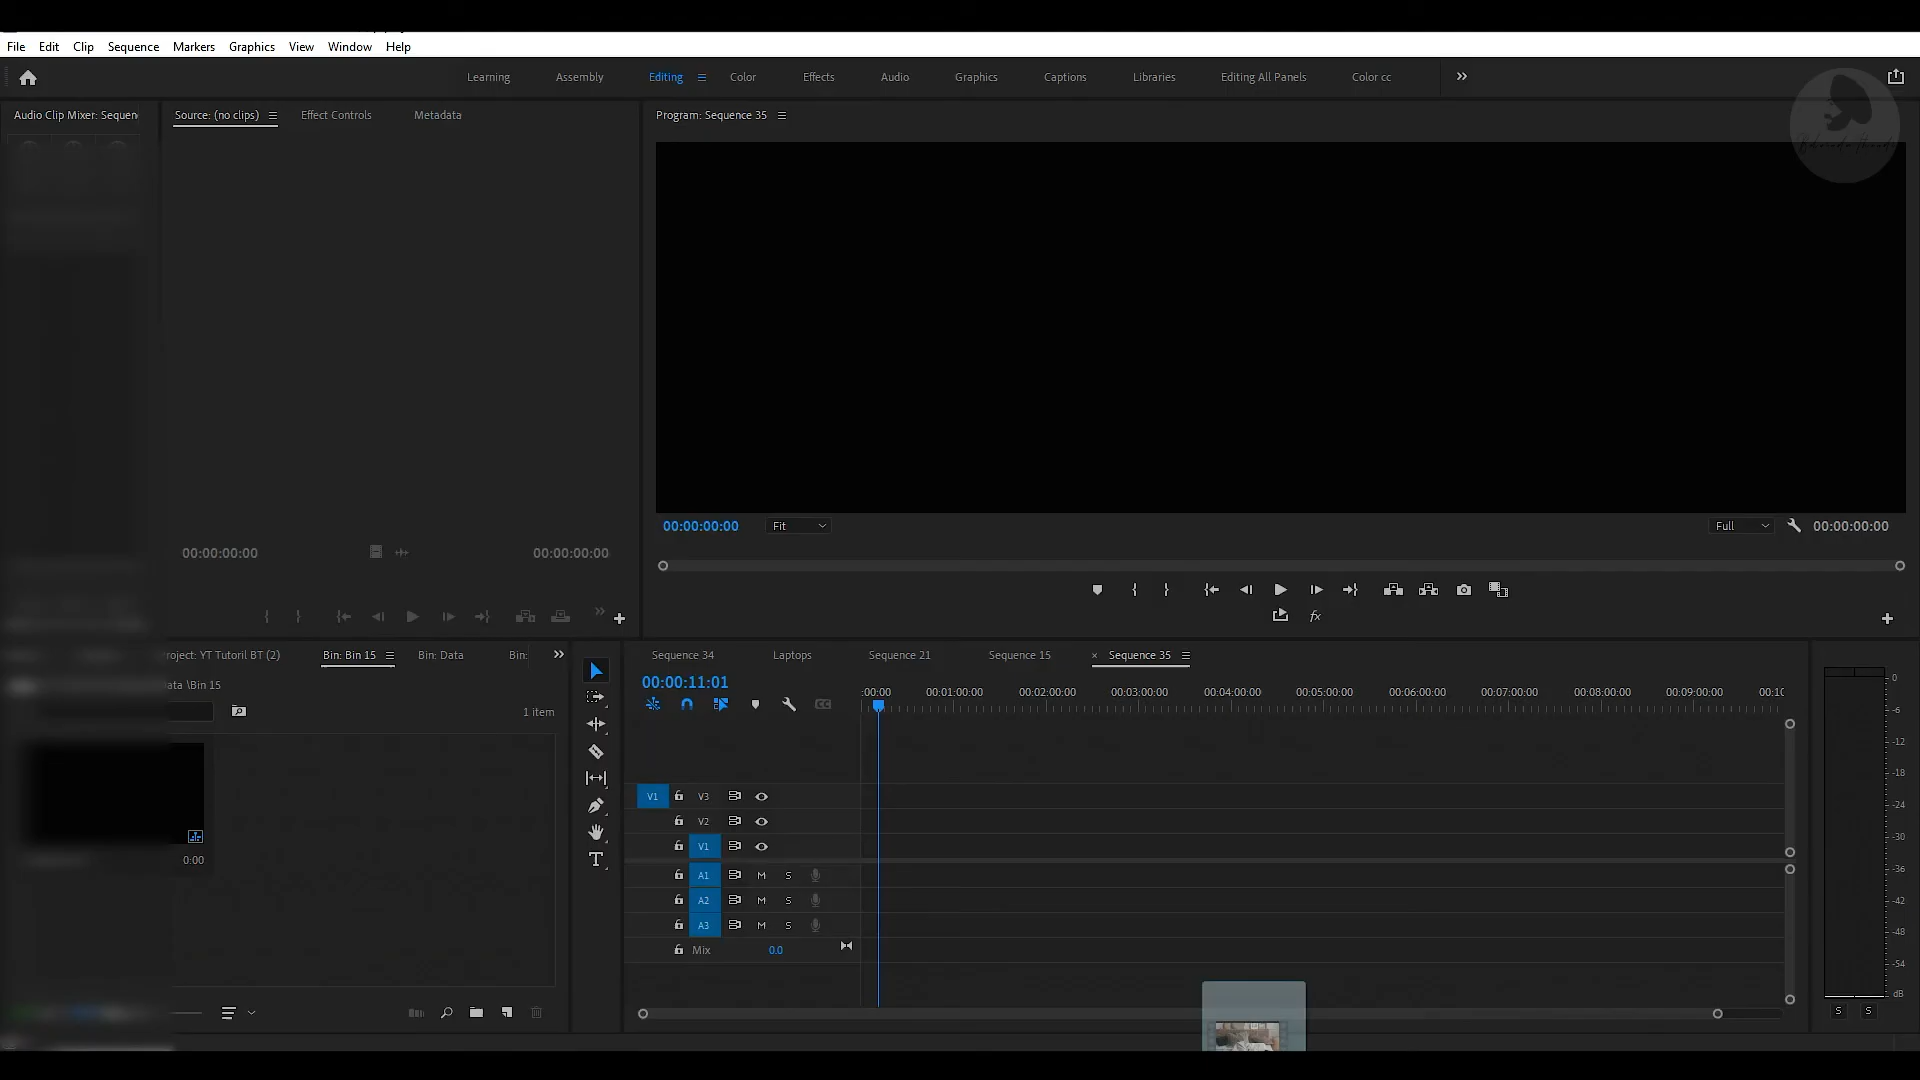 File Edit Clip Sequence Markers Graphics View Window Help
Learning Assembly Editing Color Effects Audio Graphics Captions Libraries Editing All Panels Color cc
Audio Clip Mixer: Sequen Source: (no clips) Effect Controls Metadata Program: Sequence 35
00:00:00:00 Fit Full 00:00:00:00
00:00:00:00 00:00:00:00
fx
roject: YT Tutoril BT (2) Bin: Bin 15 Bin: Data Bin:
ata \Bin 15
1 item
0:00
Sequence 34 Laptops Sequence 21 Sequence 15 × Sequence 35
00:00:11:01
:00:00 00:01:00:00 00:02:00:00 00:03:00:00 00:04:00:00 00:05:00:00 00:06:00:00 00:07:00:00 00:08:00:00 00:09:00:00 00:10
CC
V1 V3
V2
V1
A1 M S
A2 M S
A3 M S
Mix 0.0
T
0
-6
-12
-18
-24
-30
-36
-42
-48
-54
dB
S S